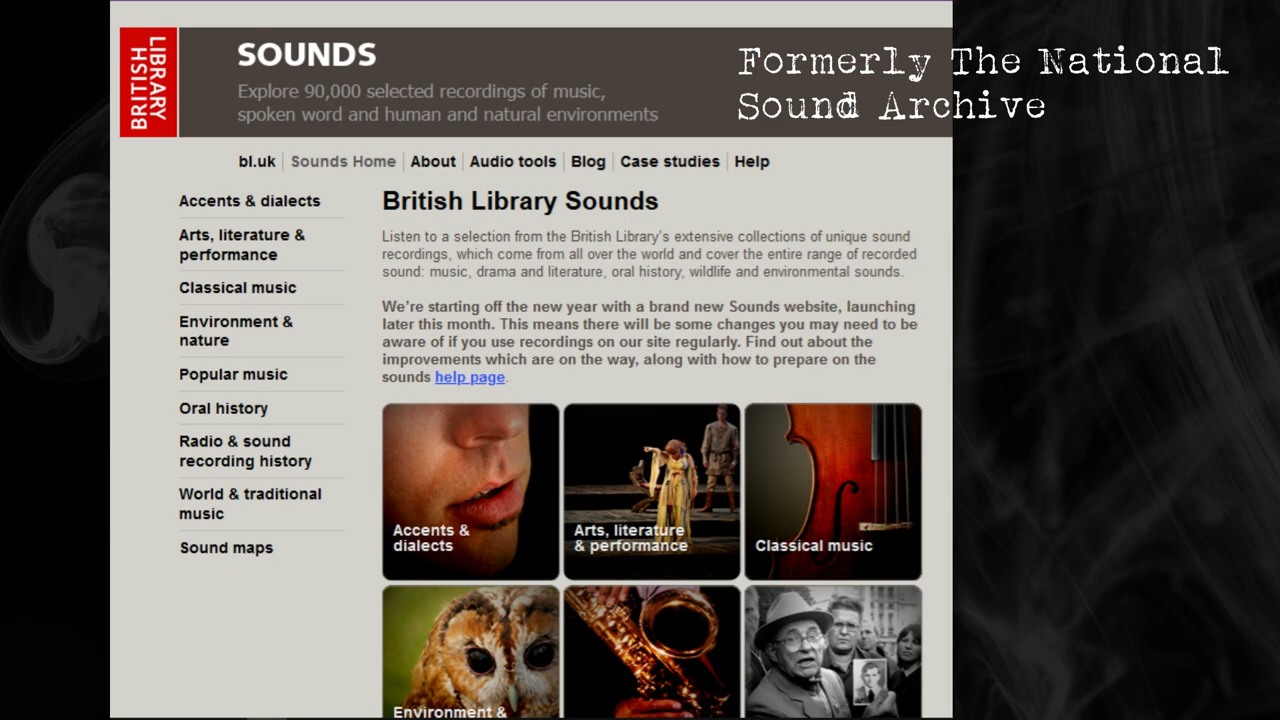 BRITISH
LIBRARY
SOUNDS
Explore 90,000 selected recordings of music,
spoken word and human and natural environments
Formerly The National
Sound Archive
bl.uk Sounds Home About Audio tools Blog Case studies Help
Accents & dialects
Arts, literature &
performance
Classical music
Environment &
nature
Popular music
Oral history
Radio & sound
recording history
World & traditional
music
Sound maps
British Library Sounds
Listen to a selection from the British Library's extensive collections of unique sound
recordings, which come from all over the world and cover the entire range of recorded
sound: music, drama and literature, oral history, wildlife and environmental sounds.
We're starting off the new year with a brand new Sounds website, launching
later this month. This means there will be some changes you may need to be
aware of if you use recordings on our site regularly. Find out about the
improvements which are on the way, along with how to prepare on the
sounds help page.
Accents &
dialects
Arts, literature
& performance
Classical music
Environment &